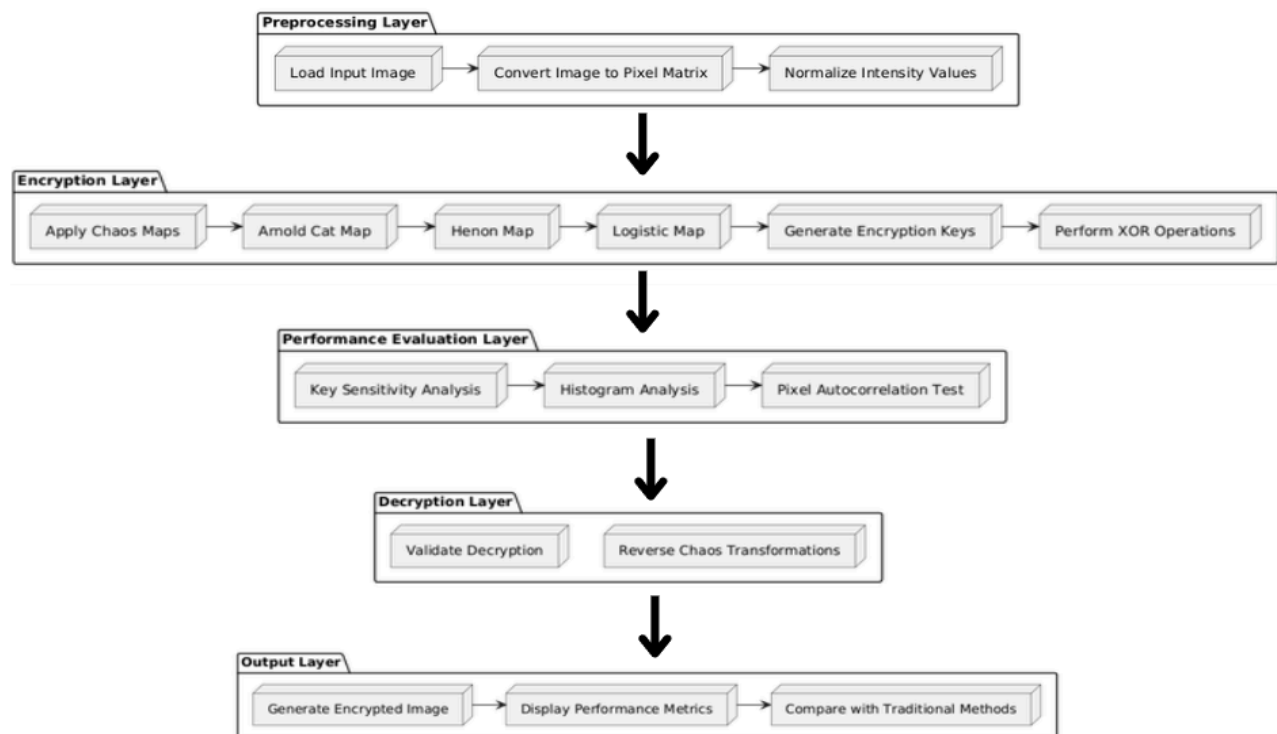 Preprocessing Layer
Load Input Image
Convert Image to Pixel Matrix
Normalize Intensity Values
Encryption Layer
Apply Chaos Maps
Arnold Cat Map
Henon Map
Logistic Map
Generate Encryption Keys
Perform XOR Operations
Performance Evaluation Layer
Key Sensitivity Analysis
Histogram Analysis
Pixel Autocorrelation Test
Decryption Layer
Validate Decryption
Reverse Chaos Transformations
Output Layer
Generate Encrypted Image
Display Performance Metrics
Compare with Traditional Methods